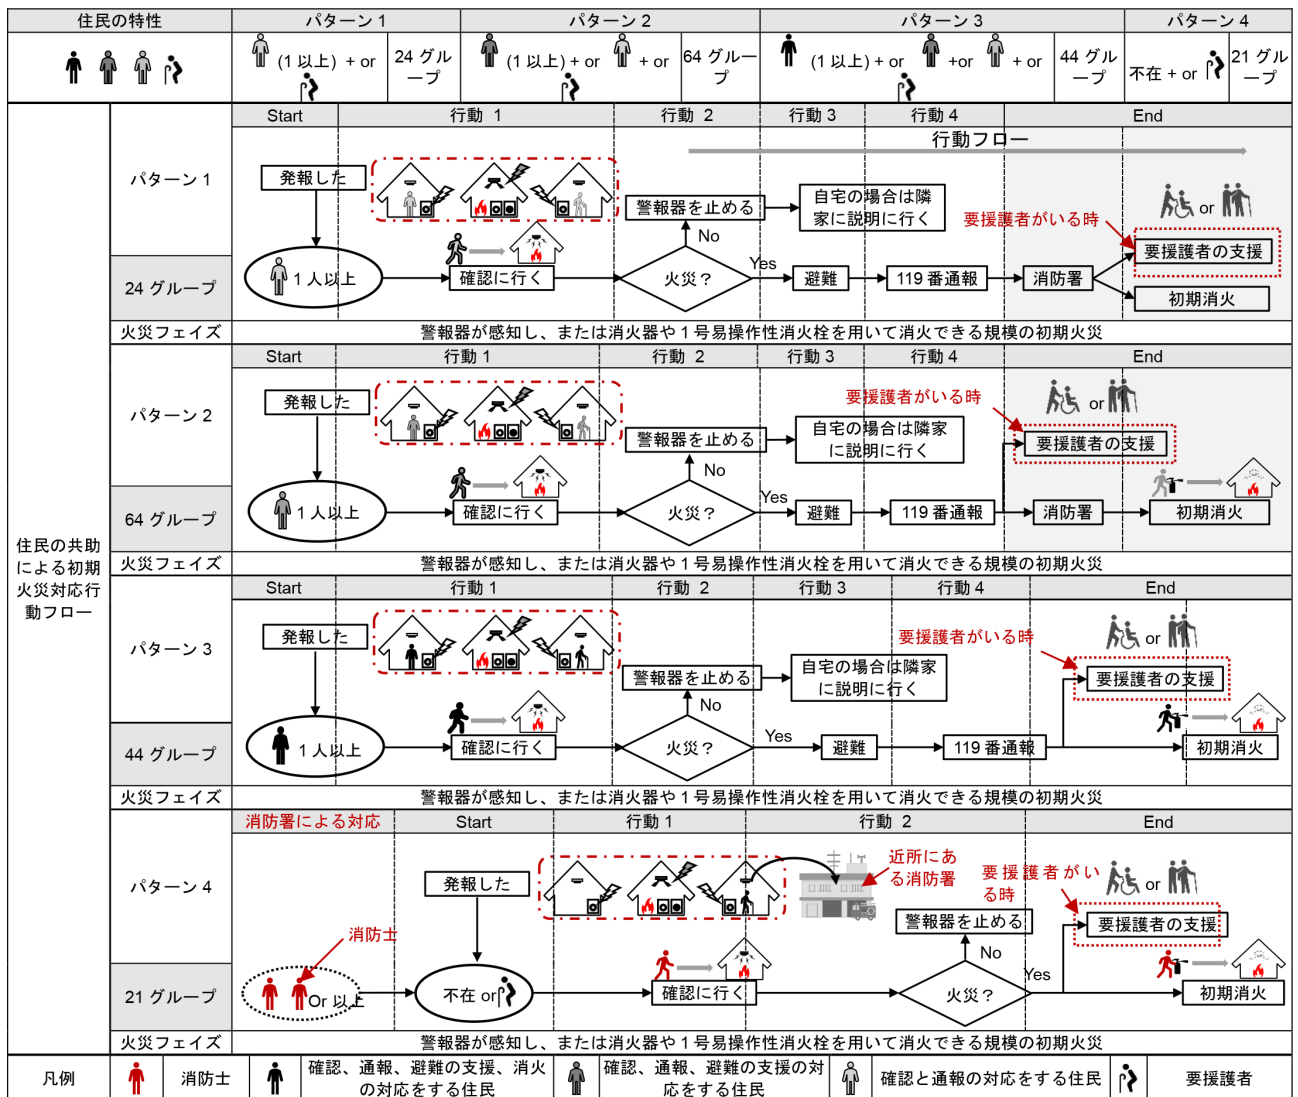 住民の特性
パターン 1
パターン 2
パターン 3
パターン 4
(1 以上) + or
24 グル
ープ
(1 以上) + or
+ or
64 グルー
プ
(1 以上) + or
+or
+ or
44 グル
ープ
不在 + or
21 グル
ープ
住民の共助
による初期
火災対応行
動フロー
パターン 1
24 グループ
Start
行動 1
行動 2
行動 3
行動 4
End
行動フロー
発報した
1 人以上
確認に行く
警報器を止める
No
火災?
Yes
自宅の場合は隣
家に説明に行く
避難
119 番通報
消防署
要援護者がいる時
or
要援護者の支援
初期消火
火災フェイズ
警報器が感知し、または消火器や 1 号易操作性消火栓を用いて消火できる規模の初期火災
パターン 2
64 グループ
Start
行動 1
行動 2
行動 3
行動 4
End
発報した
1 人以上
確認に行く
警報器を止める
No
火災?
Yes
自宅の場合は隣
家に説明に行く
避難
119 番通報
要援護者がいる時
or
要援護者の支援
消防署
初期消火
火災フェイズ
警報器が感知し、または消火器や 1 号易操作性消火栓を用いて消火できる規模の初期火災
パターン 3
44 グループ
Start
行動 1
行動 2
行動 3
行動 4
End
発報した
1 人以上
確認に行く
警報器を止める
No
火災?
Yes
自宅の場合は隣家
に説明に行く
避難
119 番通報
要援護者がいる時
or
要援護者の支援
初期消火
火災フェイズ
警報器が感知し、または消火器や 1 号易操作性消火栓を用いて消火できる規模の初期火災
パターン 4
21 グループ
消防署による対応
Start
行動 1
行動 2
End
消防士
Or 以上
発報した
不在 or
確認に行く
近所にあ
る消防署
警報器を止める
No
火災?
Yes
要援護者がい
る時
or
要援護者の支援
初期消火
火災フェイズ
警報器が感知し、または消火器や 1 号易操作性消火栓を用いて消火できる規模の初期火災
凡例
消防士
確認、通報、避難の支援、消火
の対応をする住民
確認、通報、避難の支援の対
応をする住民
確認と通報の対応をする住民
要援護者